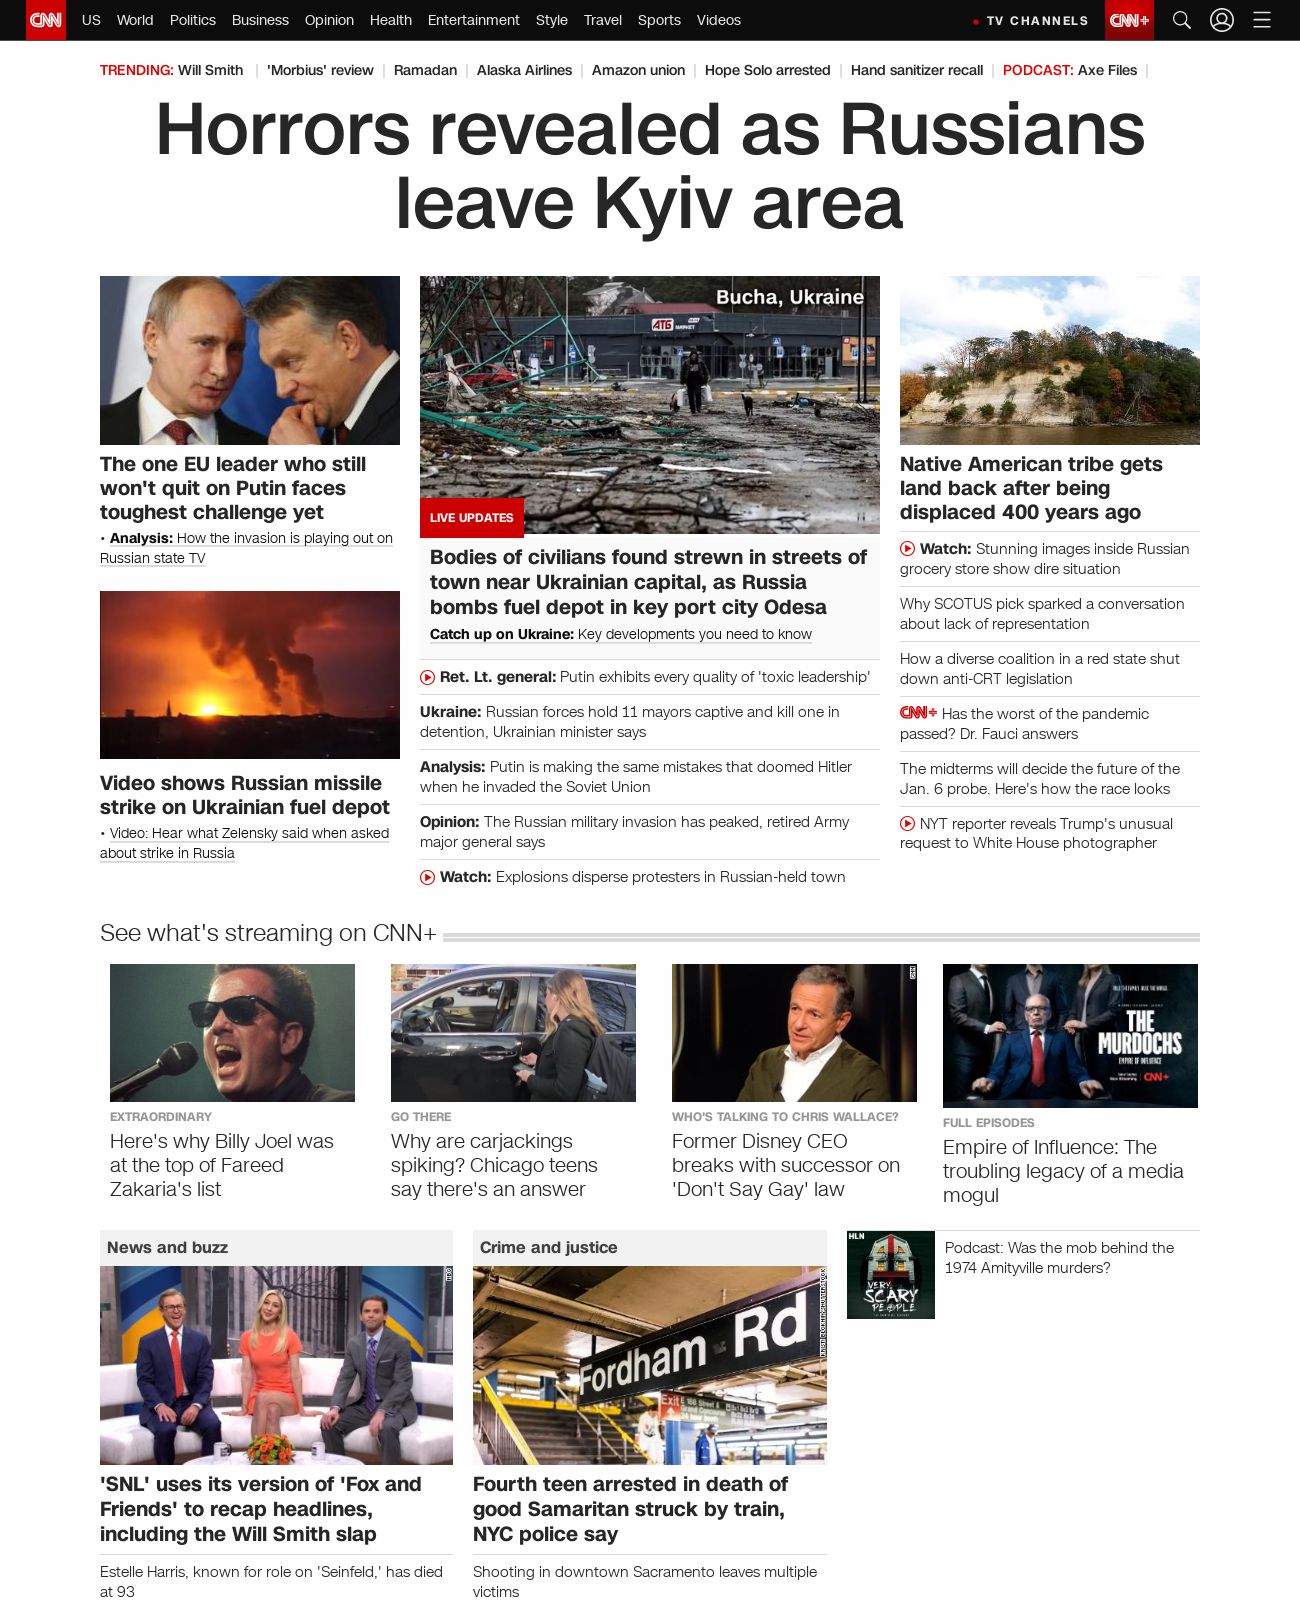 CNN US World Politics Business Opinion Health Entertainment Style Travel Sports Videos TV CHANNELS CNN+
TRENDING: Will Smith 'Morbius' review Ramadan Alaska Airlines Amazon union Hope Solo arrested Hand sanitizer recall PODCAST: Axe Files
Horrors revealed as Russians
leave Kyiv area
The one EU leader who still
won't quit on Putin faces
toughest challenge yet
• Analysis: How the invasion is playing out on
Russian state TV
Video shows Russian missile
strike on Ukrainian fuel depot
• Video: Hear what Zelensky said when asked
about strike in Russia
Bucha, Ukraine
АТБ
MARKET
LIVE UPDATES
Bodies of civilians found strewn in streets of
town near Ukrainian capital, as Russia
bombs fuel depot in key port city Odesa
Catch up on Ukraine: Key developments you need to know
Ret. Lt. general: Putin exhibits every quality of 'toxic leadership'
Ukraine: Russian forces hold 11 mayors captive and kill one in
detention, Ukrainian minister says
Analysis: Putin is making the same mistakes that doomed Hitler
when he invaded the Soviet Union
Opinion: The Russian military invasion has peaked, retired Army
major general says
Watch: Explosions disperse protesters in Russian-held town
Native American tribe gets
land back after being
displaced 400 years ago
Watch: Stunning images inside Russian
grocery store show dire situation
Why SCOTUS pick sparked a conversation
about lack of representation
How a diverse coalition in a red state shut
down anti-CRT legislation
CNN+ Has the worst of the pandemic
passed? Dr. Fauci answers
The midterms will decide the future of the
Jan. 6 probe. Here's how the race looks
NYT reporter reveals Trump's unusual
request to White House photographer
See what's streaming on CNN+
EXTRAORDINARY
Here's why Billy Joel was
at the top of Fareed
Zakaria's list
GO THERE
Why are carjackings
spiking? Chicago teens
say there's an answer
CNN
WHO'S TALKING TO CHRIS WALLACE?
Former Disney CEO
breaks with successor on
'Don't Say Gay' law
THE
MURDOCHS
EMPIRE OF INFLUENCE
CNN+
FULL EPISODES
Empire of Influence: The
troubling legacy of a media
mogul
News and buzz
'SNL' uses its version of 'Fox and
Friends' to recap headlines,
including the Will Smith slap
Estelle Harris, known for role on 'Seinfeld,' has died
at 93
Crime and justice
Fordham Rd
Exit
'Fourth teen arrested in death of
good Samaritan struck by train,
NYC police say
Shooting in downtown Sacramento leaves multiple
victims
HLN
VERY
SCARY
PEOPLE
Podcast: Was the mob behind the
1974 Amityville murders?